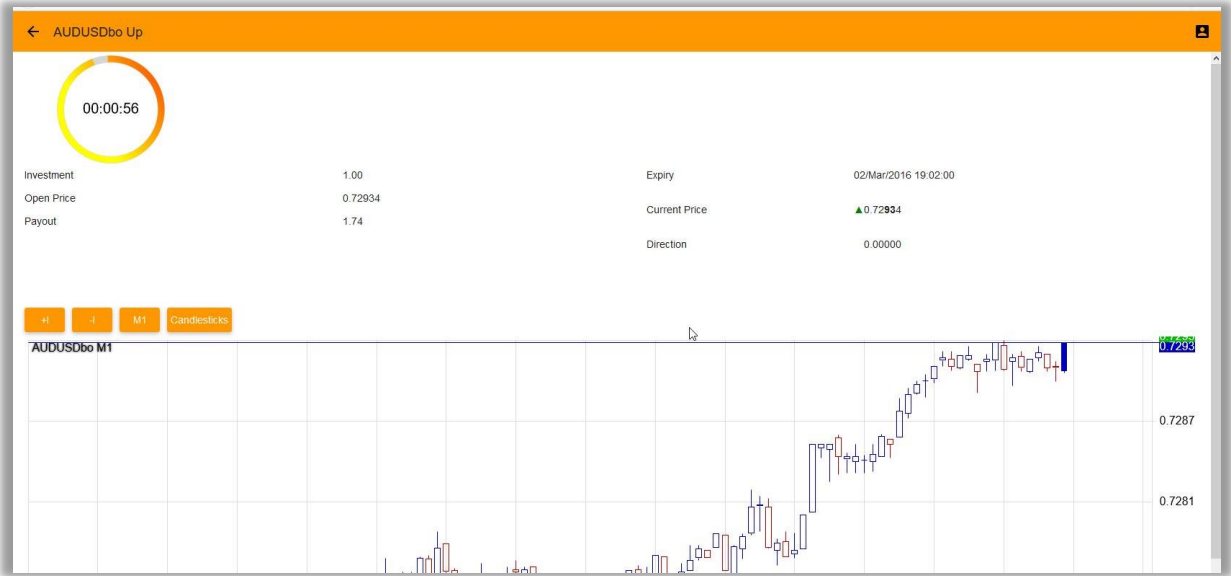 AUDUSDbo Up
00:00:56
Investment 1.00 Expiry 02/Mar/2016 19:02:00
Open Price 0.72934
Current Price ▲0.72934
Payout 1.74
Direction 0.00000
+I -I M1 Candlesticks
AUDUSDbo M1
0.7293
0.7287
0.7281